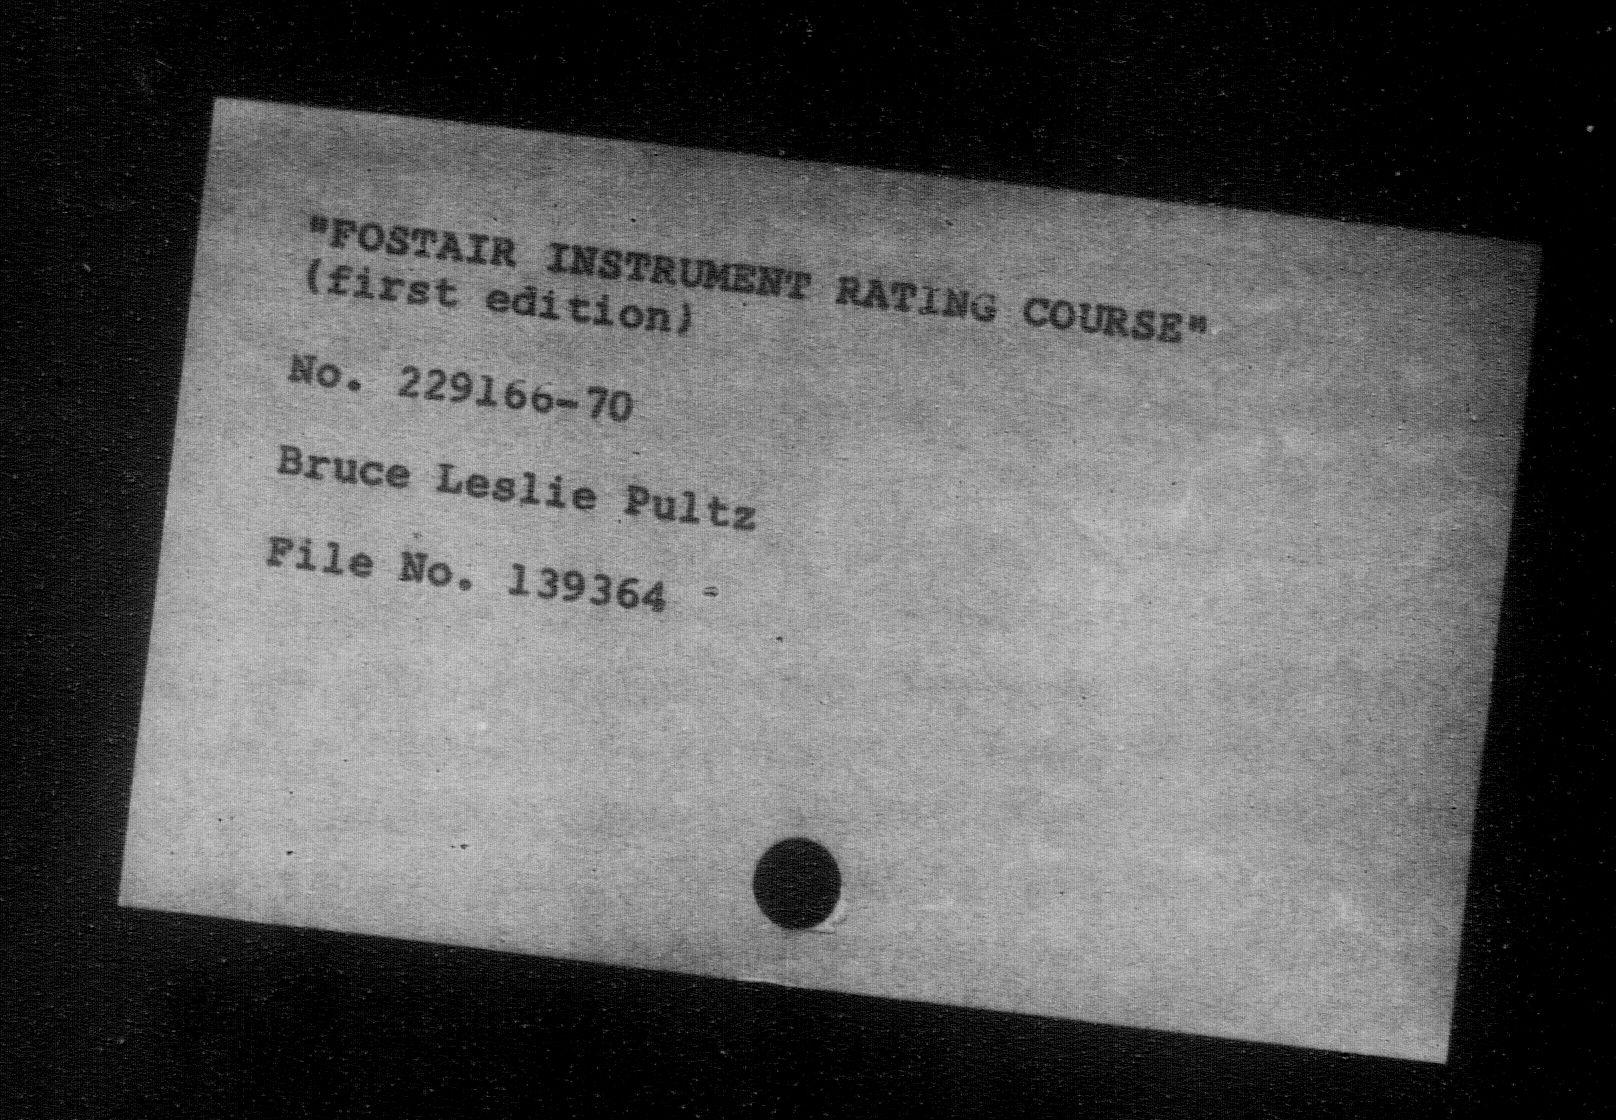 "FOSTAIR INSTRUMENT RATING COURSE"
(first edition)
No. 229166-70
Bruce Leslie Pultz
File No. 139364